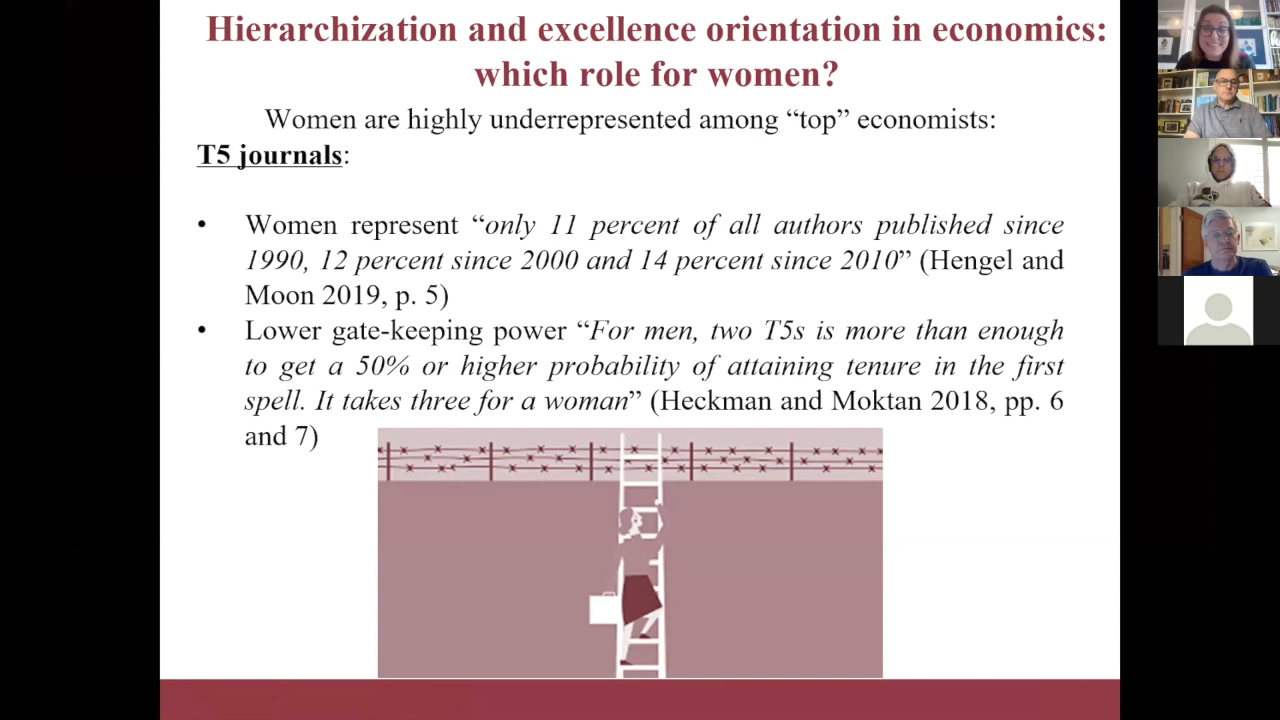 Hierarchization and excellence orientation in economics:
which role for women?
Women are highly underrepresented among “top” economists:
T5 journals:
• Women represent “only 11 percent of all authors published since
1990, 12 percent since 2000 and 14 percent since 2010” (Hengel and
Moon 2019, p. 5)
• Lower gate-keeping power “For men, two T5s is more than enough
to get a 50% or higher probability of attaining tenure in the first
spell. It takes three for a woman” (Heckman and Moktan 2018, pp. 6
and 7)